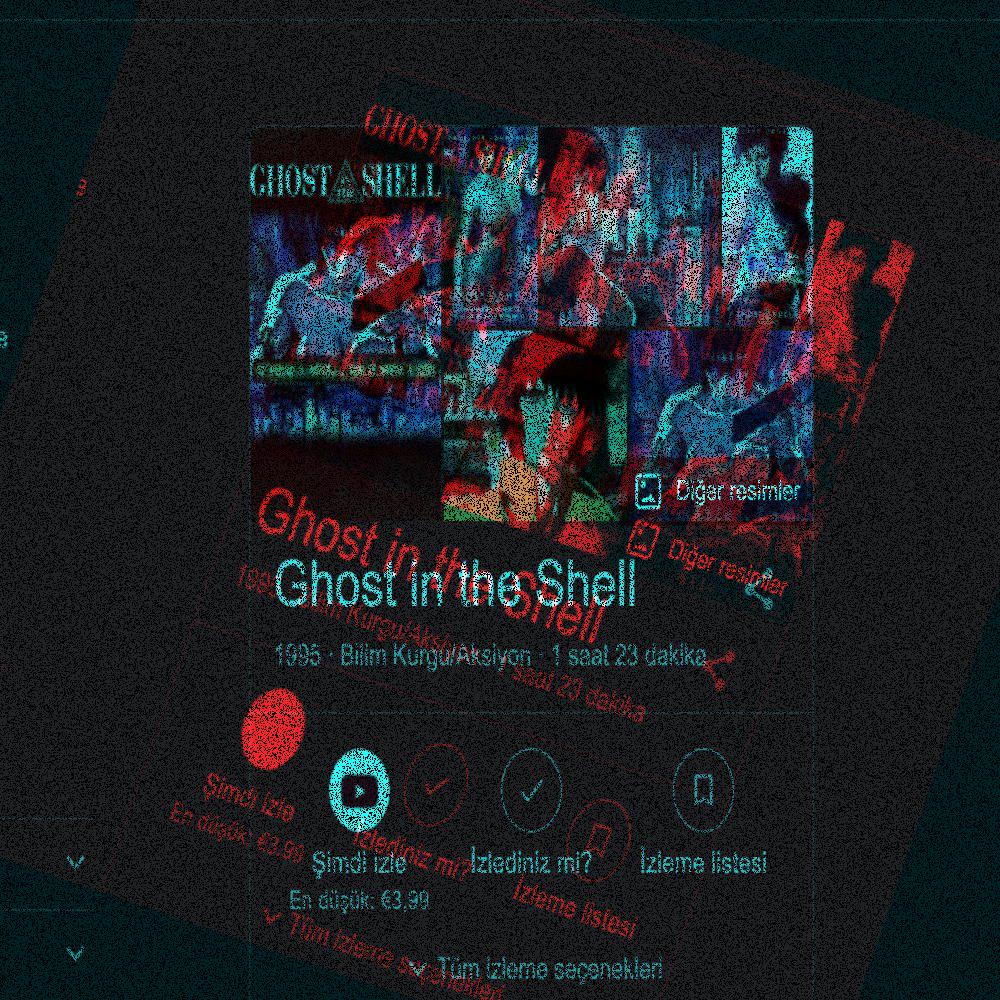 GHOST SHELL
Diğer resimler
Ghost in the Shell
1995 · Bilim Kurgu/Aksiyon · 1 saat 23 dakika
Şimdi izle
İzlediniz mi?
İzleme listesi
En düşük: €3,99
Tüm izleme seçenekleri